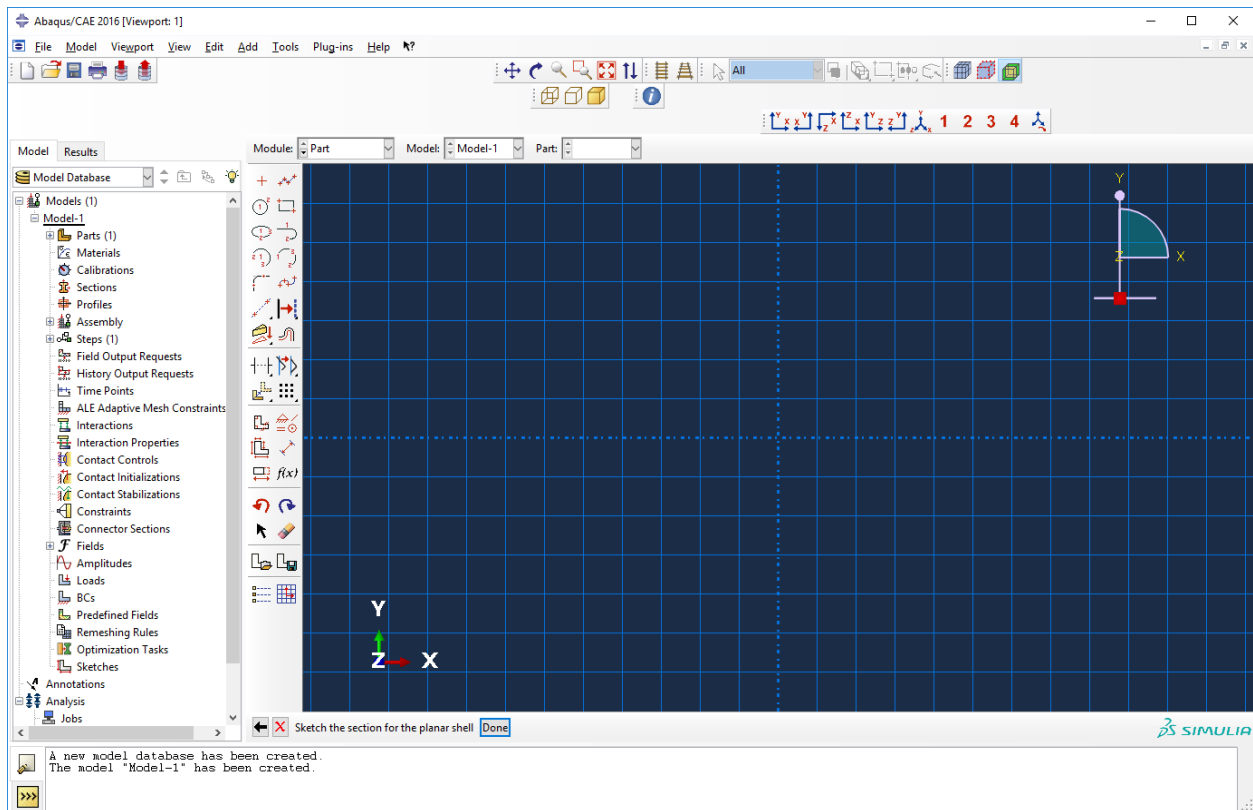 Abaqus/CAE 2016 [Viewport: 1]
File Model Viewport View Edit Add Tools Plug-ins Help
All
1 2 3 4
Model Results
Module: Part Model: Model-1 Part:
Model Database
Models (1)
Model-1
Parts (1)
Materials
Calibrations
Sections
Profiles
Assembly
Steps (1)
Field Output Requests
History Output Requests
Time Points
ALE Adaptive Mesh Constraints
Interactions
Interaction Properties
Contact Controls
Contact Initializations
Contact Stabilizations
Constraints
Connector Sections
Fields
Amplitudes
Loads
BCs
Predefined Fields
Remeshing Rules
Optimization Tasks
Sketches
Annotations
Analysis
Jobs
f(x)
Y
Z X
Y
Z X
Sketch the section for the planar shell Done
SIMULIA
A new model database has been created.
The model "Model-1" has been created.
>>>